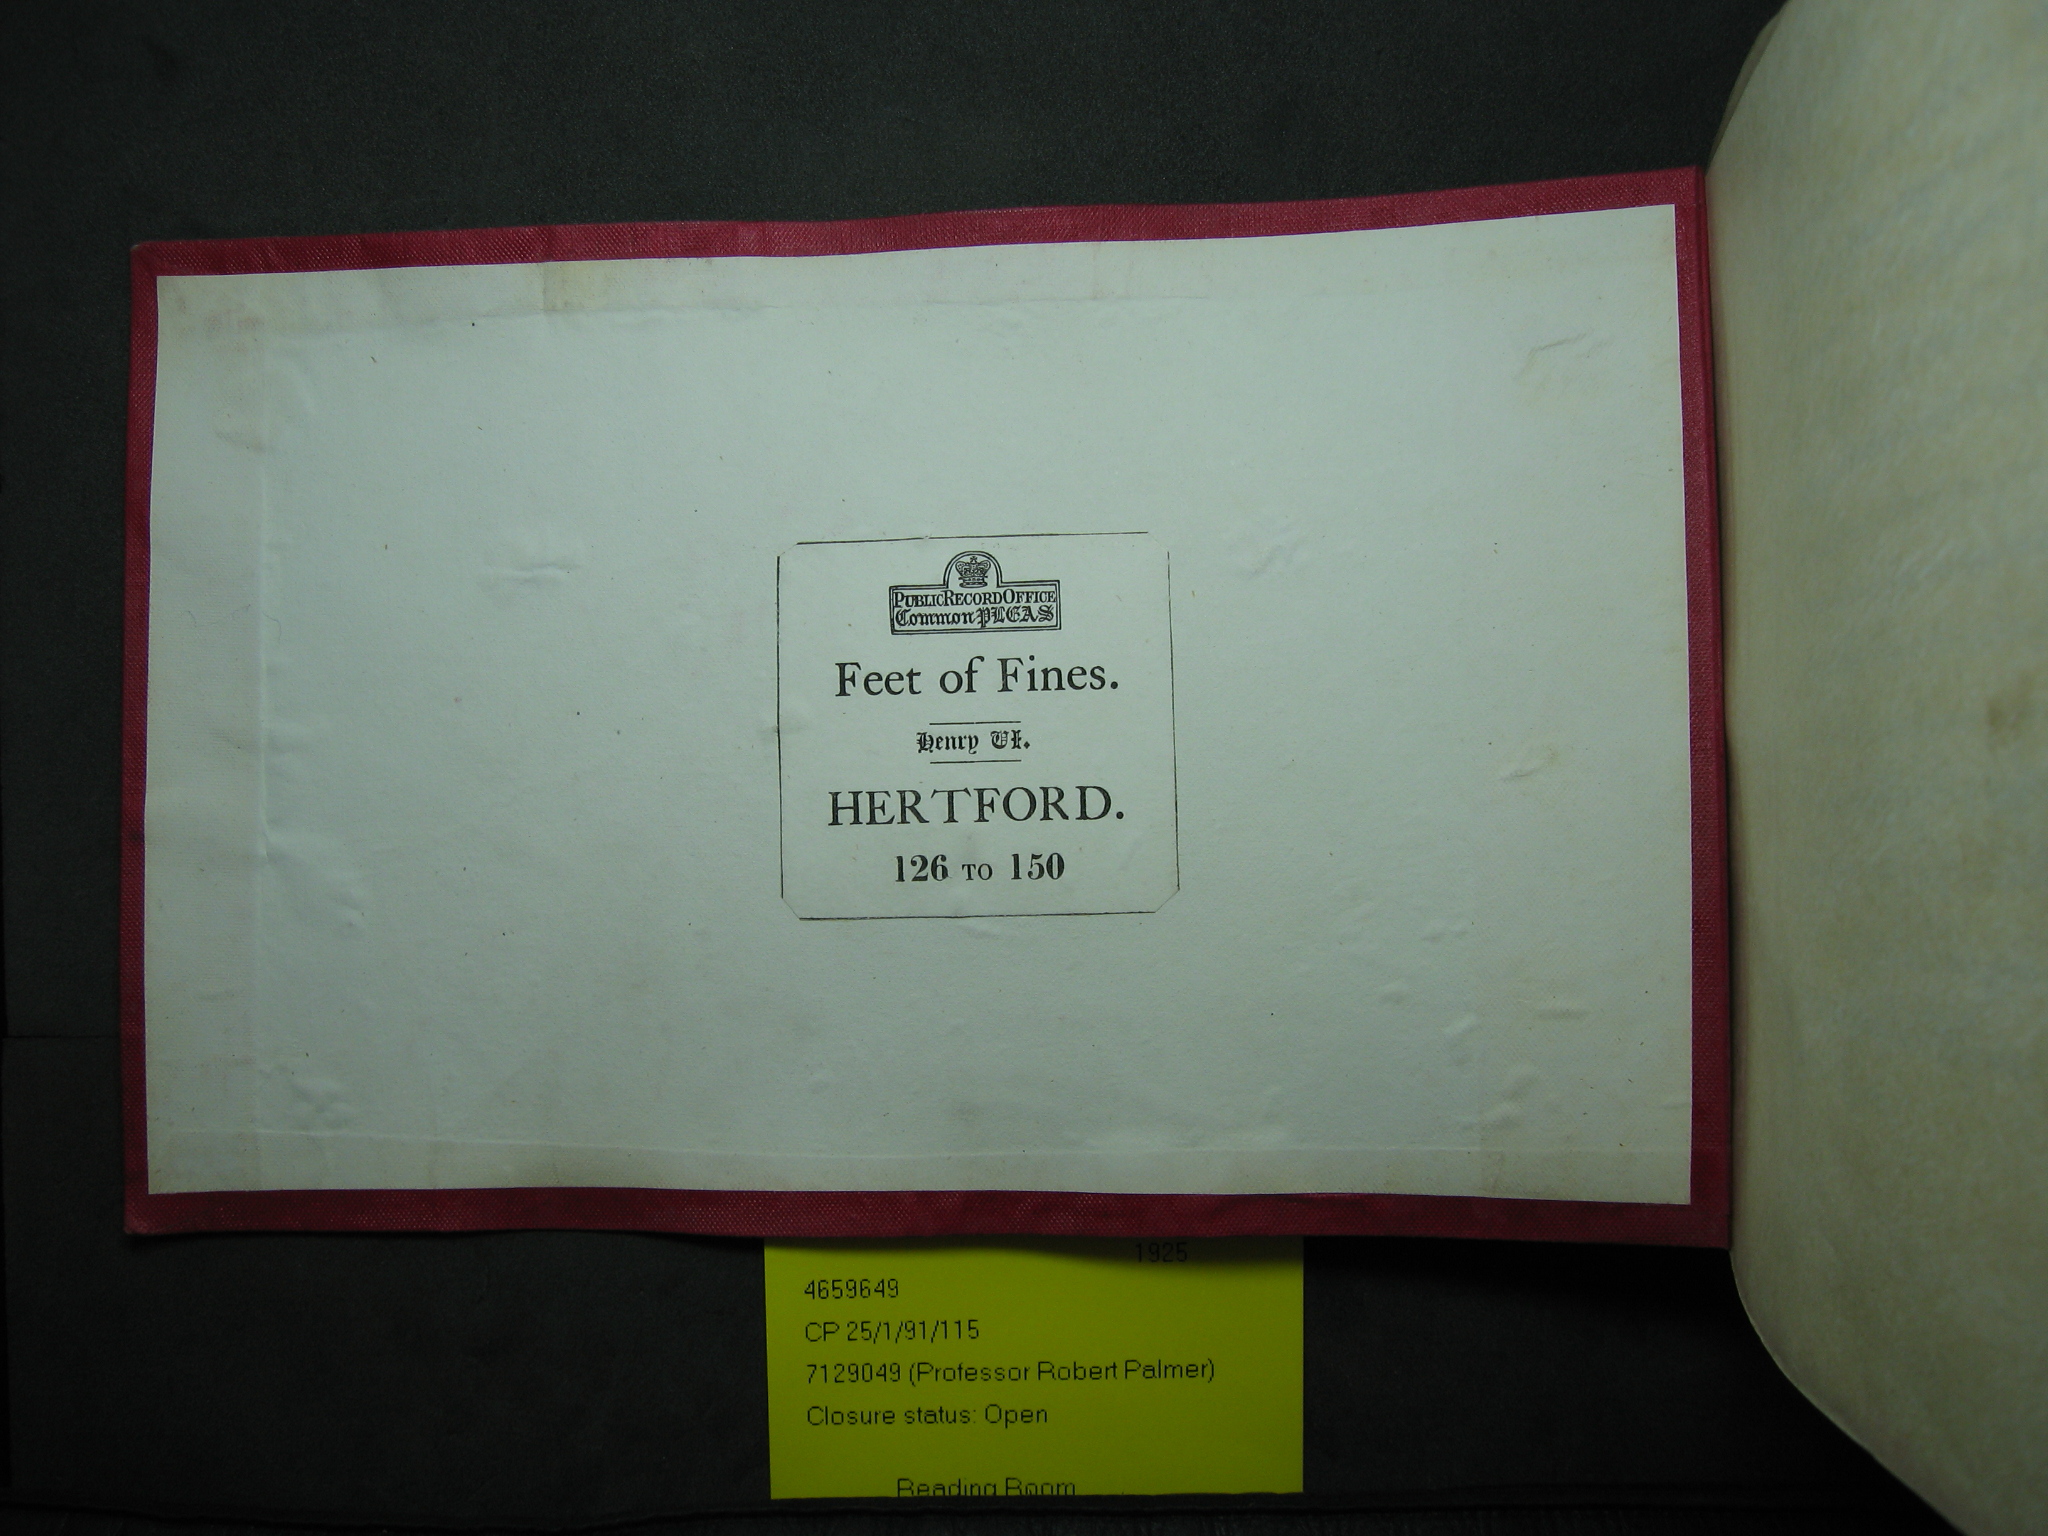 PUBLIC RECORD OFFICE
Common PLEAS
Feet of Fines.
Henry VI.
HERTFORD.
126 TO 150
1925
4659649
CP 25/1/91/115
7129049 (Professor Robert Palmer)
Closure status: Open
Reading Room